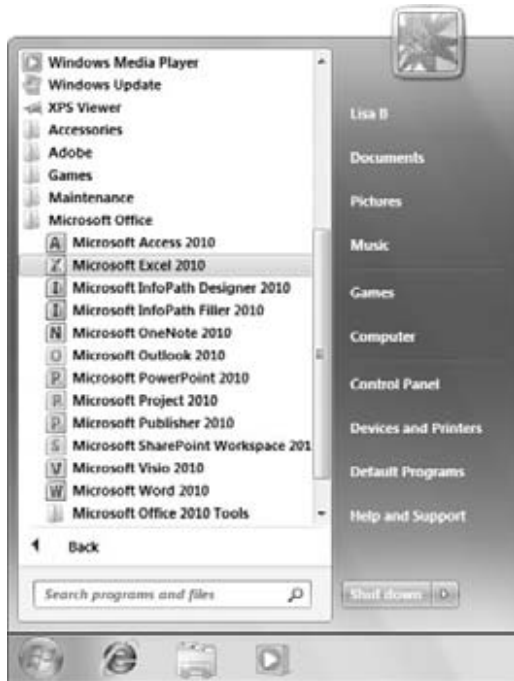 Windows Media Player
Windows Update
XPS Viewer
Accessories
Adobe
Games
Maintenance
Microsoft Office
Microsoft Access 2010
Microsoft Excel 2010
Microsoft InfoPath Designer 2010
Microsoft InfoPath Filler 2010
Microsoft OneNote 2010
Microsoft Outlook 2010
Microsoft PowerPoint 2010
Microsoft Project 2010
Microsoft Publisher 2010
Microsoft SharePoint Workspace 201
Microsoft Visio 2010
Microsoft Word 2010
Microsoft Office 2010 Tools
Back
Search programs and files
Lisa B
Documents
Pictures
Music
Games
Computer
Control Panel
Devices and Printers
Default Programs
Help and Support
Shut down